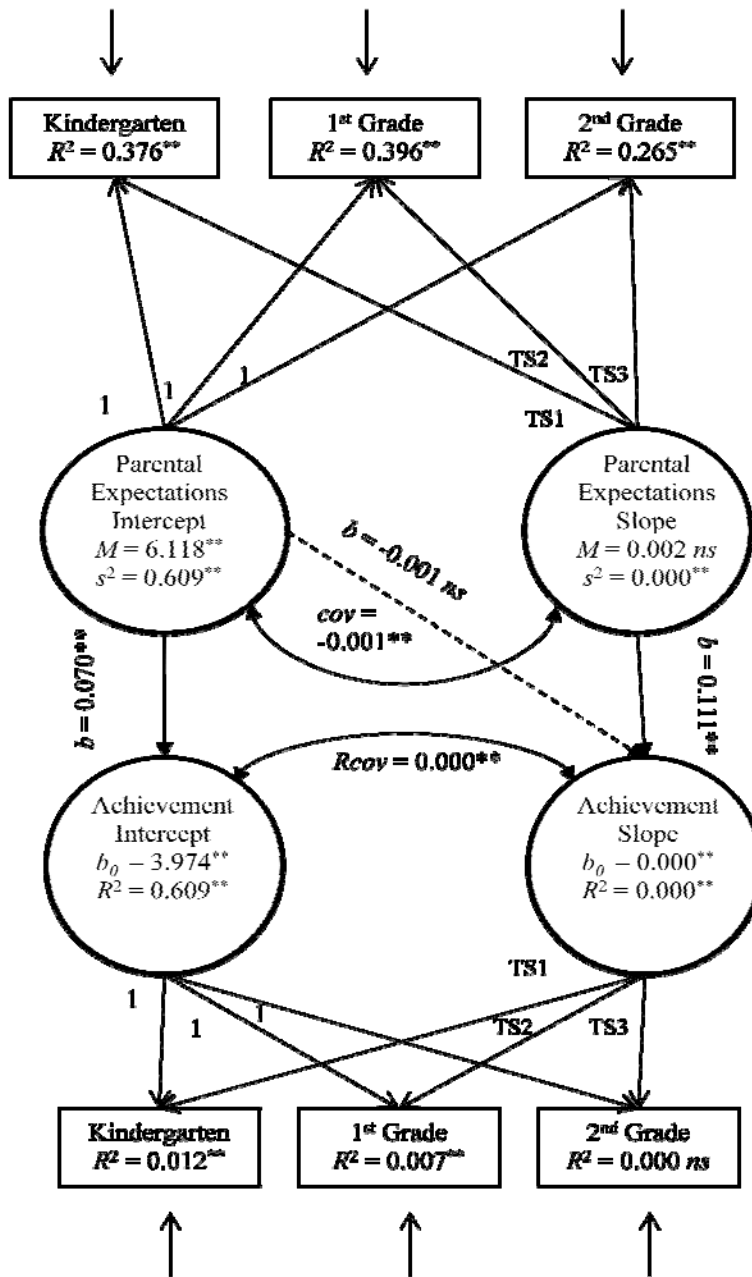 Kindergarten
R² = 0.376**
1st Grade
R² = 0.396**
2nd Grade
R² = 0.265**
1
1
1
TS2
TS3
TS1
Parental
Expectations
Intercept
M = 6.118**
s² = 0.609**
Parental
Expectations
Slope
M = 0.002 ns
s² = 0.000**
b = -0.001 ns
cov =
-0.001**
b = 0.070**
b = 0.111**
Rcov = 0.000**
Achievement
Intercept
b₀ – 3.974**
R² = 0.609**
Achievement
Slope
b₀ – 0.000**
R² = 0.000**
1
1
1
TS1
TS2
TS3
Kindergarten
R² = 0.012**
1st Grade
R² = 0.007**
2nd Grade
R² = 0.000 ns